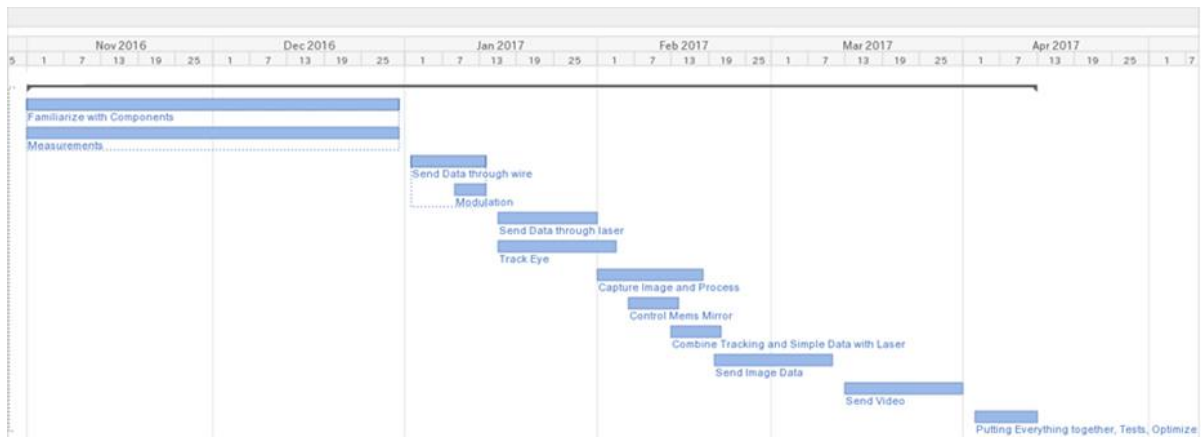 Nov 2016 Dec 2016 Jan 2017 Feb 2017 Mar 2017 Apr 2017
5 1 7 13 19 25 1 7 13 19 25 1 7 13 19 25 1 7 13 19 25 1 7 13 19 25 1 7 13 19 25 1 7
Familiarize with Components
Measurements
Send Data through wire
Modulation
Send Data through laser
Track Eye
Capture Image and Process
Control Mems Mirror
Combine Tracking and Simple Data with Laser
Send Image Data
Send Video
Putting Everything together, Tests, Optimize